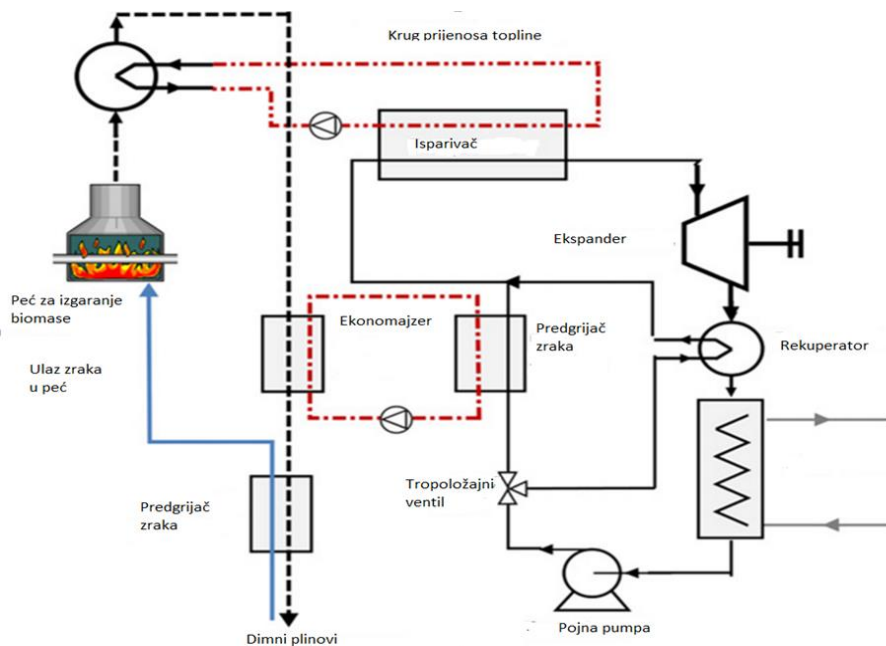 Krug prijenosa topline
Isparivač
Ekspander
Peć za izgaranje
biomase
Ekonomajzer
Predgrijač
zraka
Rekuperator
Ulaz zraka
u peć
Tropoložajni
ventil
Predgrijač
zraka
Pojna pumpa
Dimni plinovi